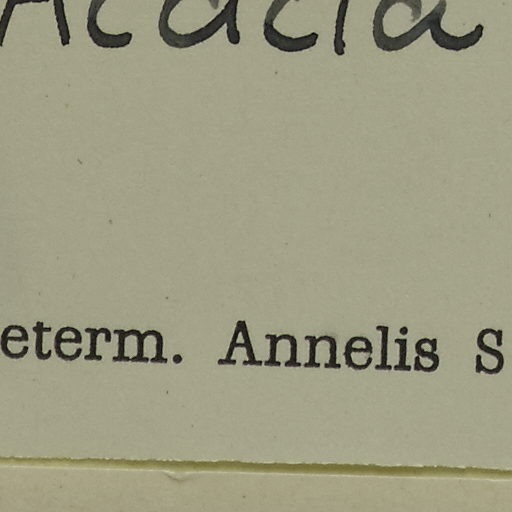 Acacia
eterm. Annelis S